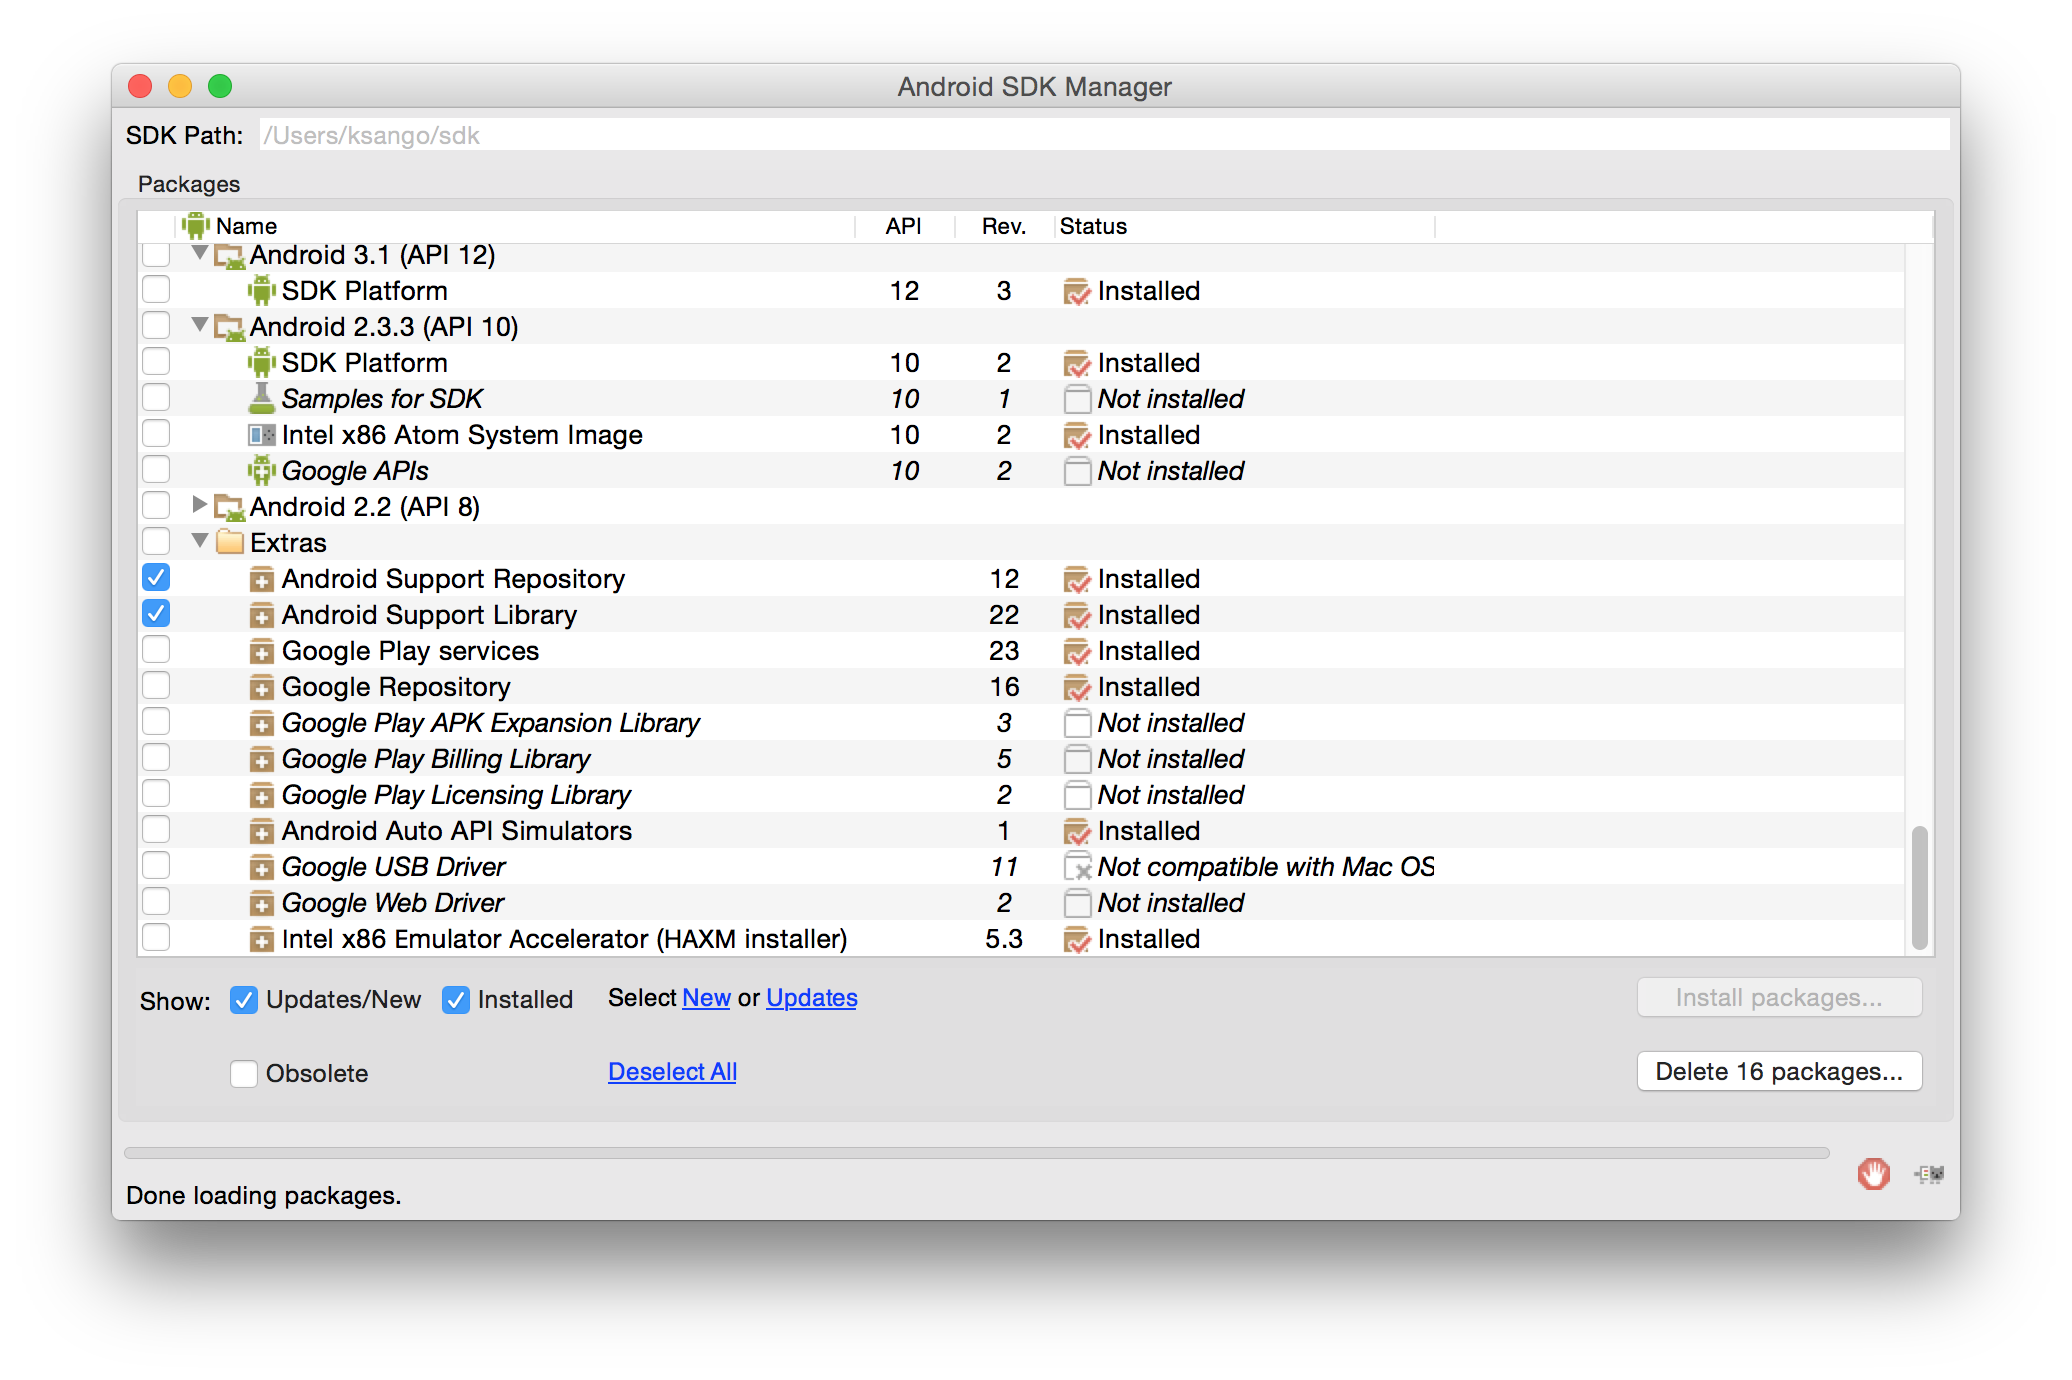 Android SDK Manager
SDK Path: /Users/ksango/sdk
Packages
Name API Rev. Status
Android 3.1 (API 12)
SDK Platform 12 3 Installed
Android 2.3.3 (API 10)
SDK Platform 10 2 Installed
Samples for SDK 10 1 Not installed
Intel x86 Atom System Image 10 2 Installed
Google APIs 10 2 Not installed
Android 2.2 (API 8)
Extras
Android Support Repository 12 Installed
Android Support Library 22 Installed
Google Play services 23 Installed
Google Repository 16 Installed
Google Play APK Expansion Library 3 Not installed
Google Play Billing Library 5 Not installed
Google Play Licensing Library 2 Not installed
Android Auto API Simulators 1 Installed
Google USB Driver 11 Not compatible with Mac OS
Google Web Driver 2 Not installed
Intel x86 Emulator Accelerator (HAXM installer) 5.3 Installed
Show: Updates/New Installed Select New or Updates Install packages...
Obsolete Deselect All Delete 16 packages...
Done loading packages.